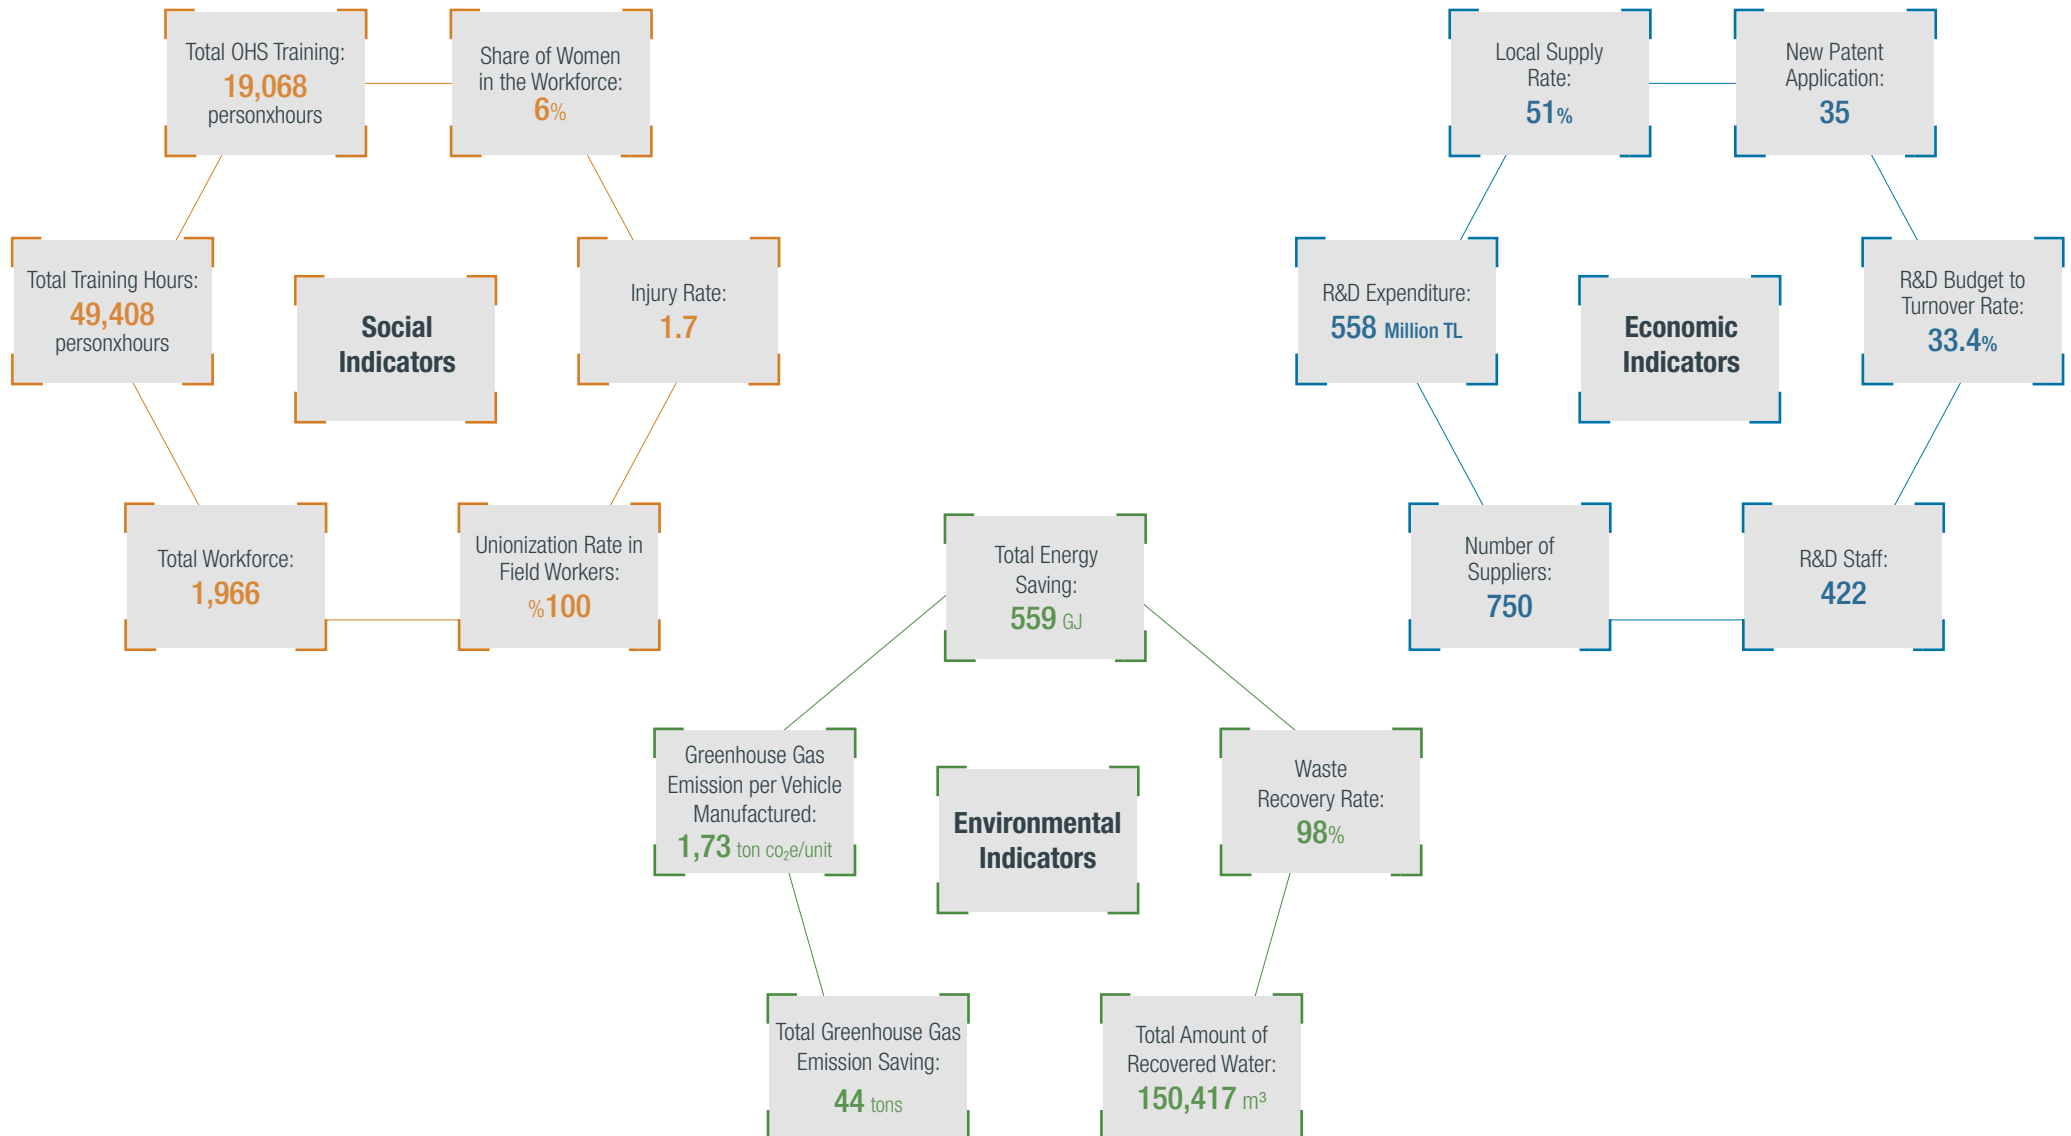 Total OHS Training:
19,068
personxhours
Share of Women
in the Workforce:
6%
Total Training Hours:
49,408
personxhours
Social
Indicators
Injury Rate:
1.7
Total Workforce:
1,966
Unionization Rate in
Field Workers:
%100
Local Supply
Rate:
51%
New Patent
Application:
35
R&D Expenditure:
558 Million TL
Economic
Indicators
R&D Budget to
Turnover Rate:
33.4%
Number of
Suppliers:
750
R&D Staff:
422
Total Energy
Saving:
559 GJ
Greenhouse Gas
Emission per Vehicle
Manufactured:
1,73 ton co₂e/unit
Environmental
Indicators
Waste
Recovery Rate:
98%
Total Greenhouse Gas
Emission Saving:
44 tons
Total Amount of
Recovered Water:
150,417 m³